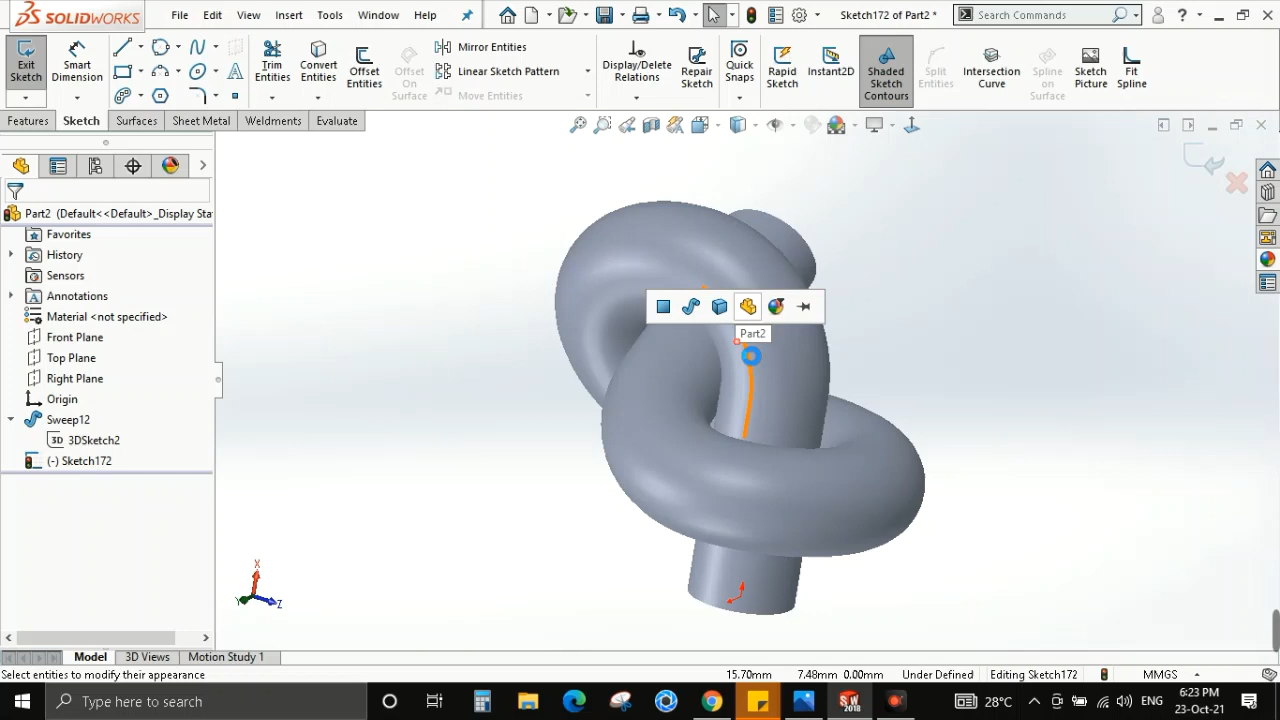 SOLIDWORKS
File Edit View Insert Tools Window Help
Sketch172 of Part2 *
Search Commands
Exit Sketch
Smart Dimension
Trim Entities
Convert Entities
Offset Entities
Offset On Surface
Mirror Entities
Linear Sketch Pattern
Move Entities
Display/Delete Relations
Repair Sketch
Quick Snaps
Rapid Sketch
Instant2D
Shaded Sketch Contours
Split Entities
Intersection Curve
Spline on Surface
Sketch Picture
Fit Spline
Features Sketch Surfaces Sheet Metal Weldments Evaluate
Part2 (Default<<Default>_Display Sta
Favorites
History
Sensors
Annotations
Material <not specified>
Front Plane
Top Plane
Right Plane
Origin
Sweep12
3D 3DSketch2
(-) Sketch172
Part2
X
Y
Z
Model 3D Views Motion Study 1
Select entities to modify their appearance 15.70mm 7.48mm 0.00mm Under Defined Editing Sketch172 MMGS
Type here to search
SW
2018
28°C
ENG
6:23 PM
23-Oct-21